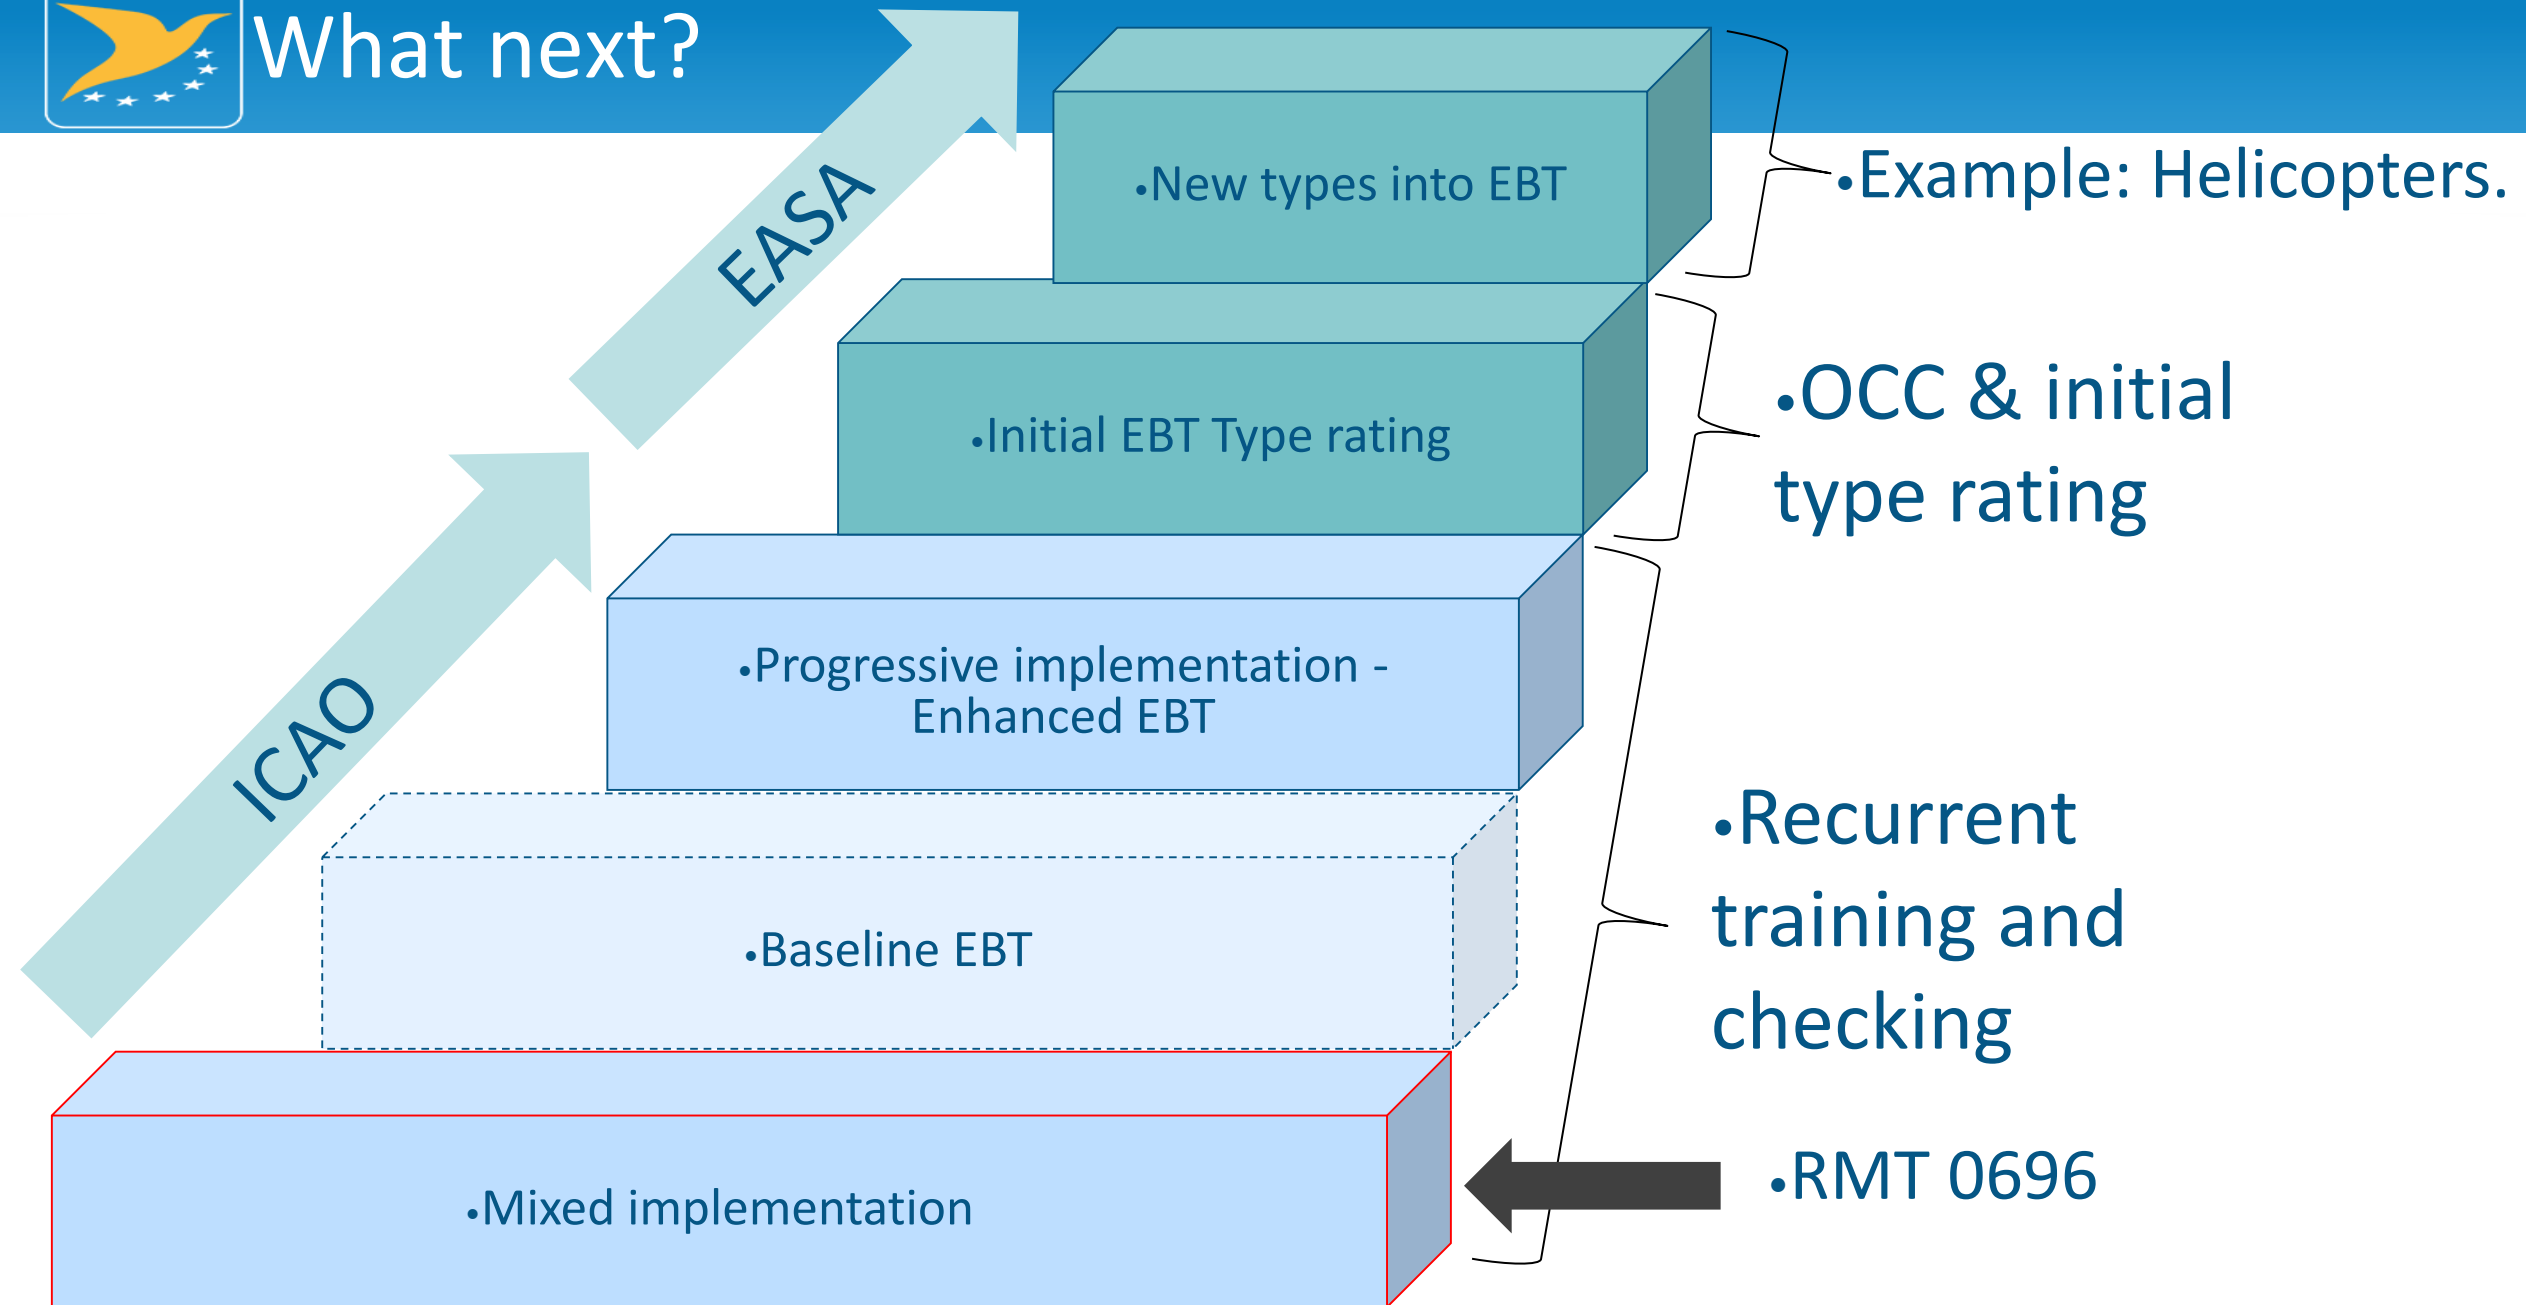 What next?
EASA
•New types into EBT
•Example: Helicopters.
•Initial EBT Type rating
•OCC & initial
type rating
ICAO
•Progressive implementation -
Enhanced EBT
•Recurrent
training and
checking
•Baseline EBT
•Mixed implementation
•RMT 0696